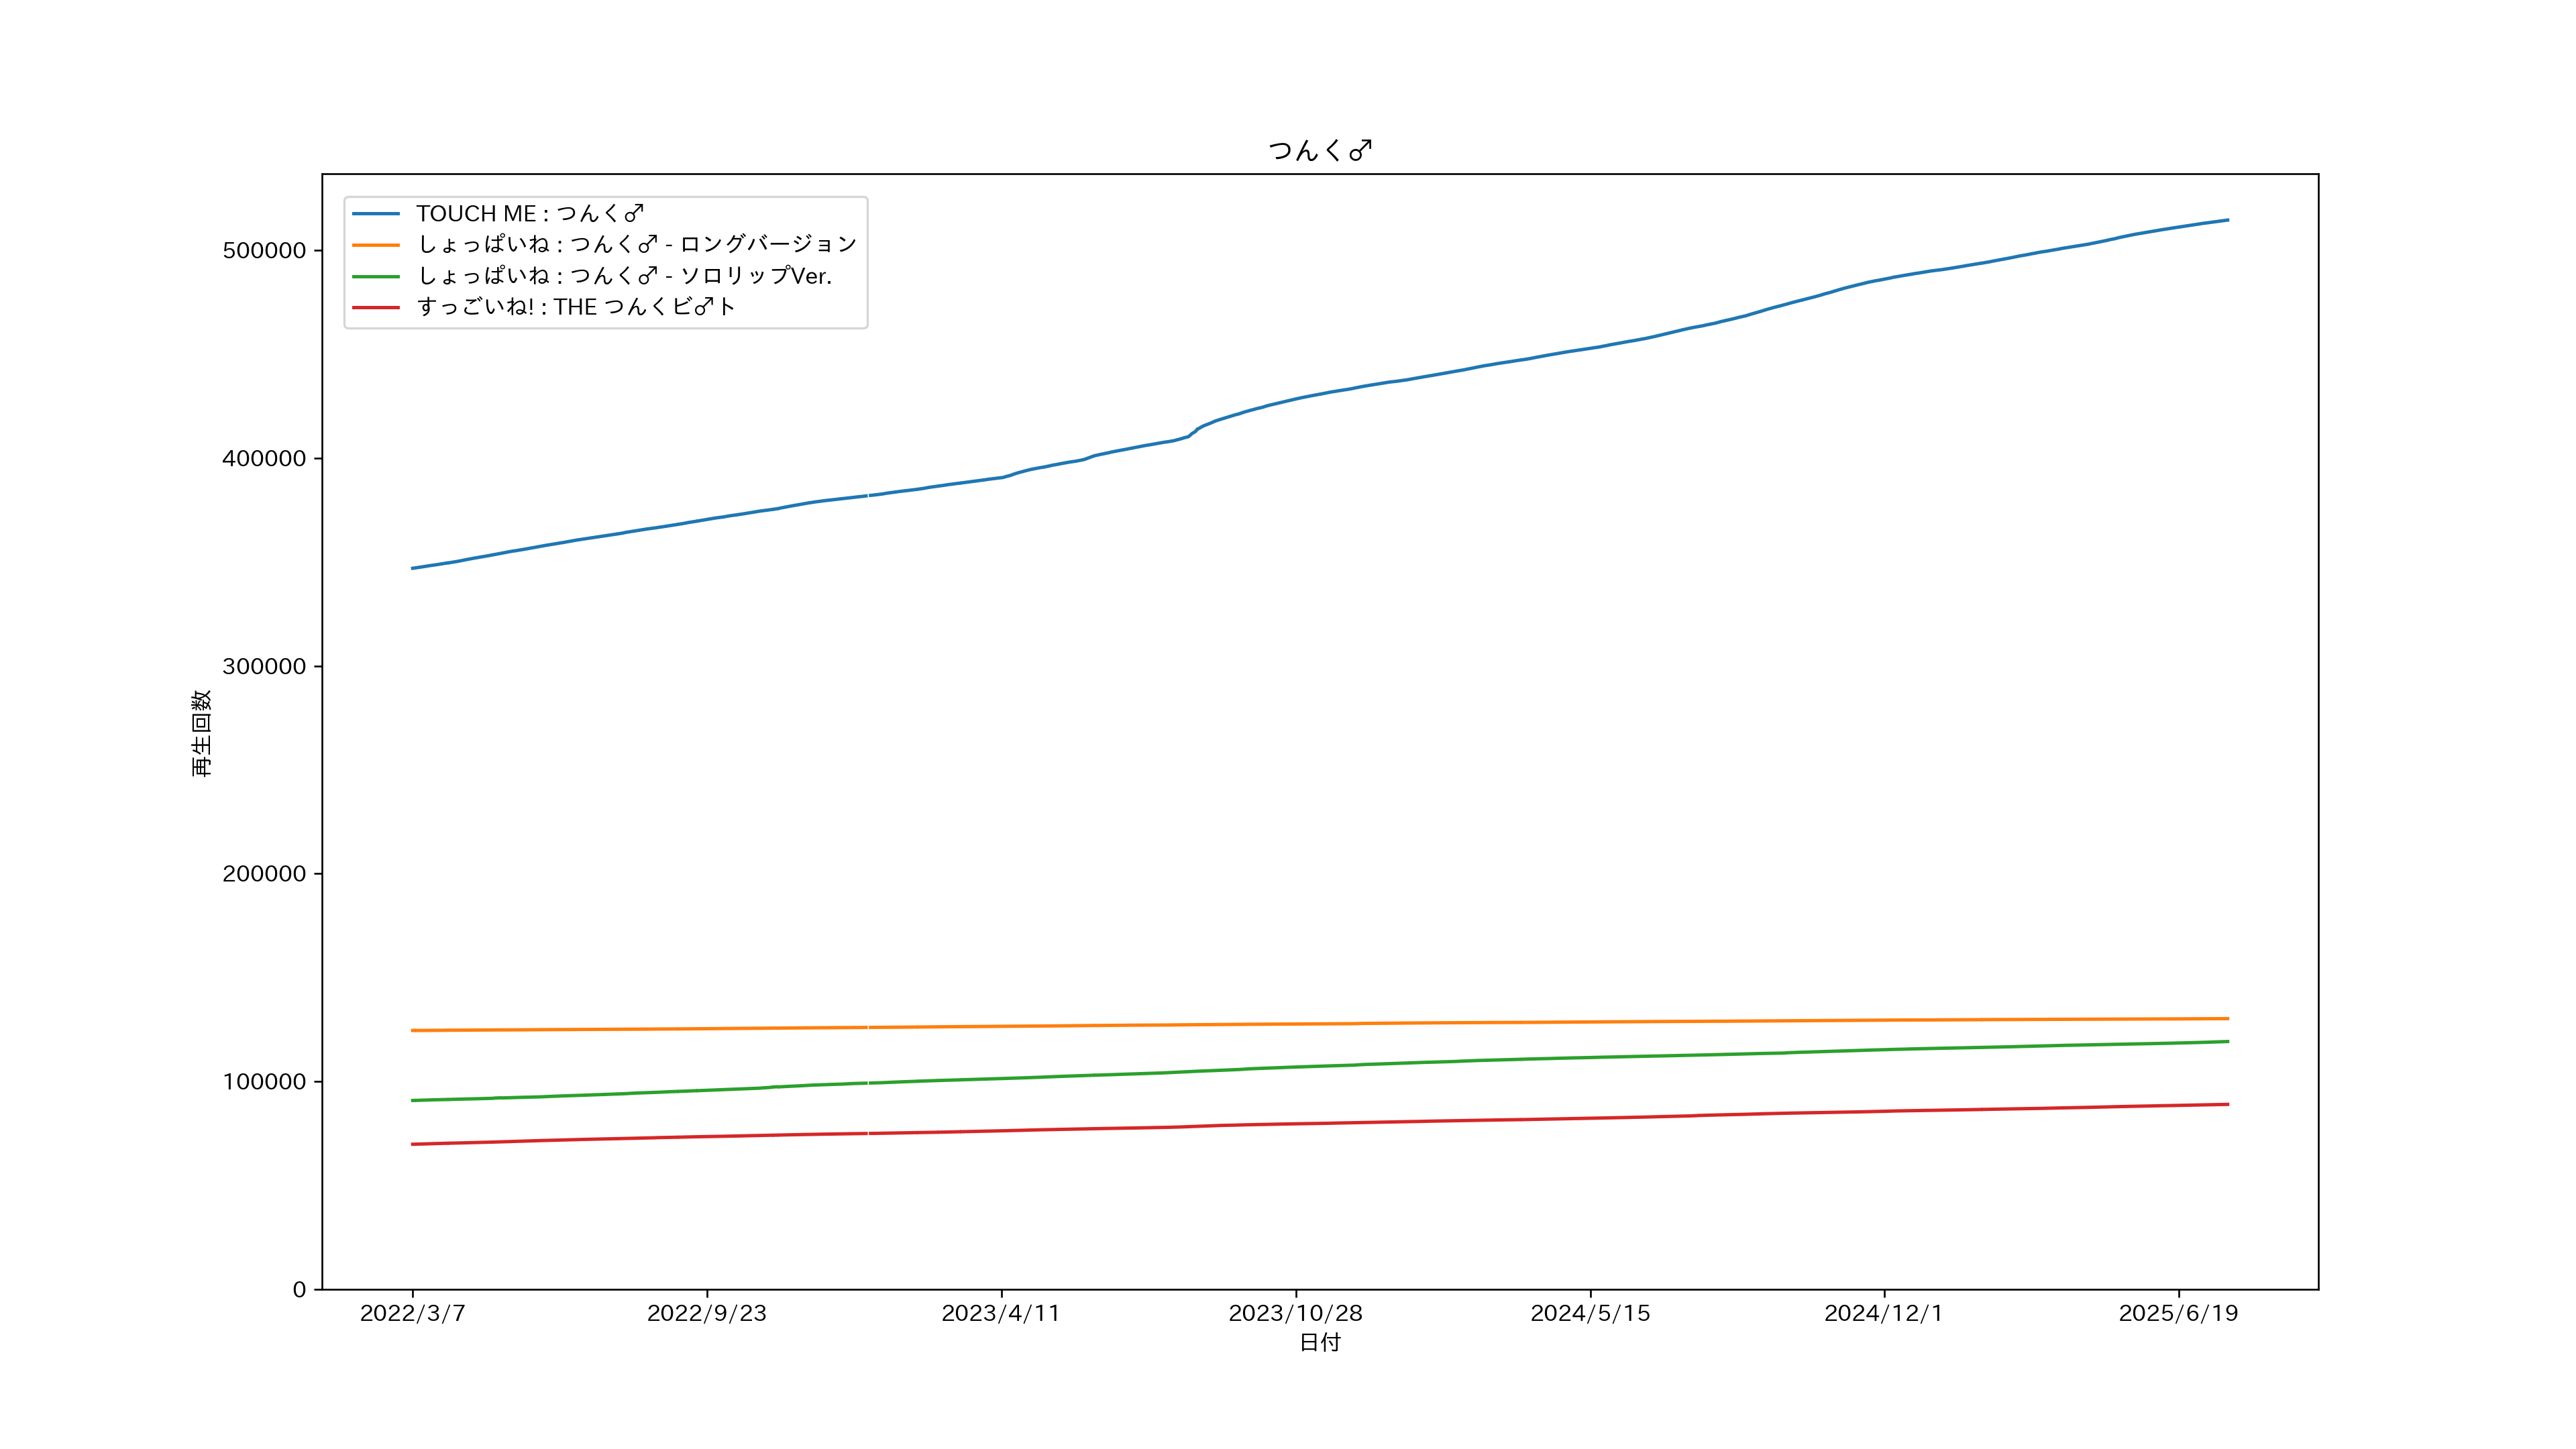 つんく♂
TOUCH ME : つんく♂
しょっぱいね : つんく♂ - ロングバージョン
しょっぱいね : つんく♂ - ソロリップVer.
すっごいね! : THE つんくビ♂ト
500000
400000
300000
200000
100000
0
再生回数
2022/3/7 2022/9/23 2023/4/11 2023/10/28 2024/5/15 2024/12/1 2025/6/19
日付